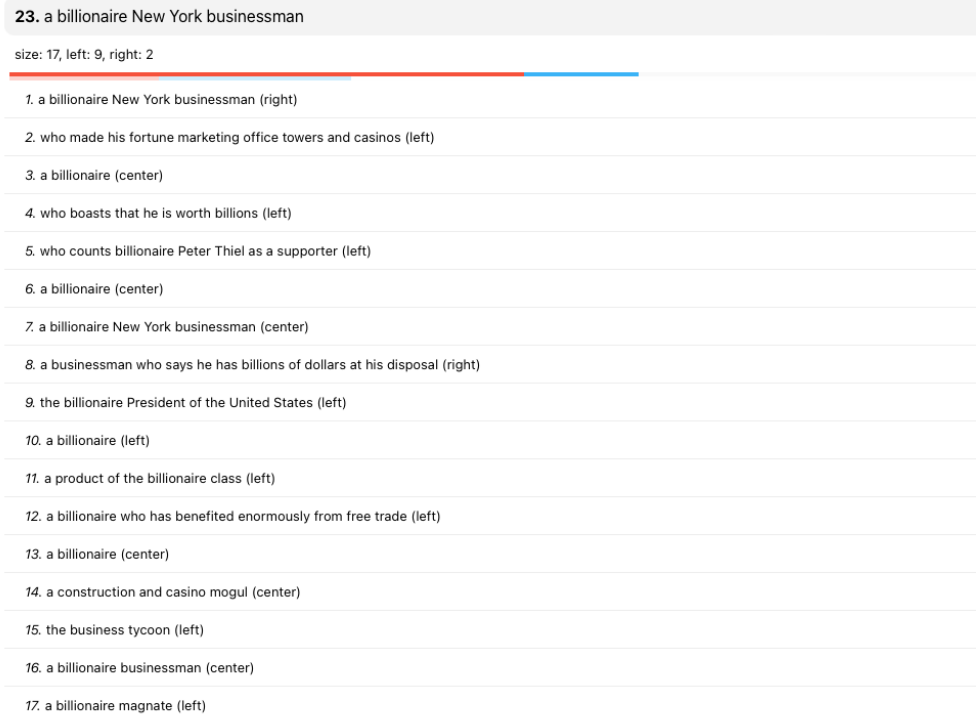 23. a billionaire New York businessman
size: 17, left: 9, right: 2
1. a billionaire New York businessman (right)
2. who made his fortune marketing office towers and casinos (left)
3. a billionaire (center)
4. who boasts that he is worth billions (left)
5. who counts billionaire Peter Thiel as a supporter (left)
6. a billionaire (center)
7. a billionaire New York businessman (center)
8. a businessman who says he has billions of dollars at his disposal (right)
9. the billionaire President of the United States (left)
10. a billionaire (left)
11. a product of the billionaire class (left)
12. a billionaire who has benefited enormously from free trade (left)
13. a billionaire (center)
14. a construction and casino mogul (center)
15. the business tycoon (left)
16. a billionaire businessman (center)
17. a billionaire magnate (left)